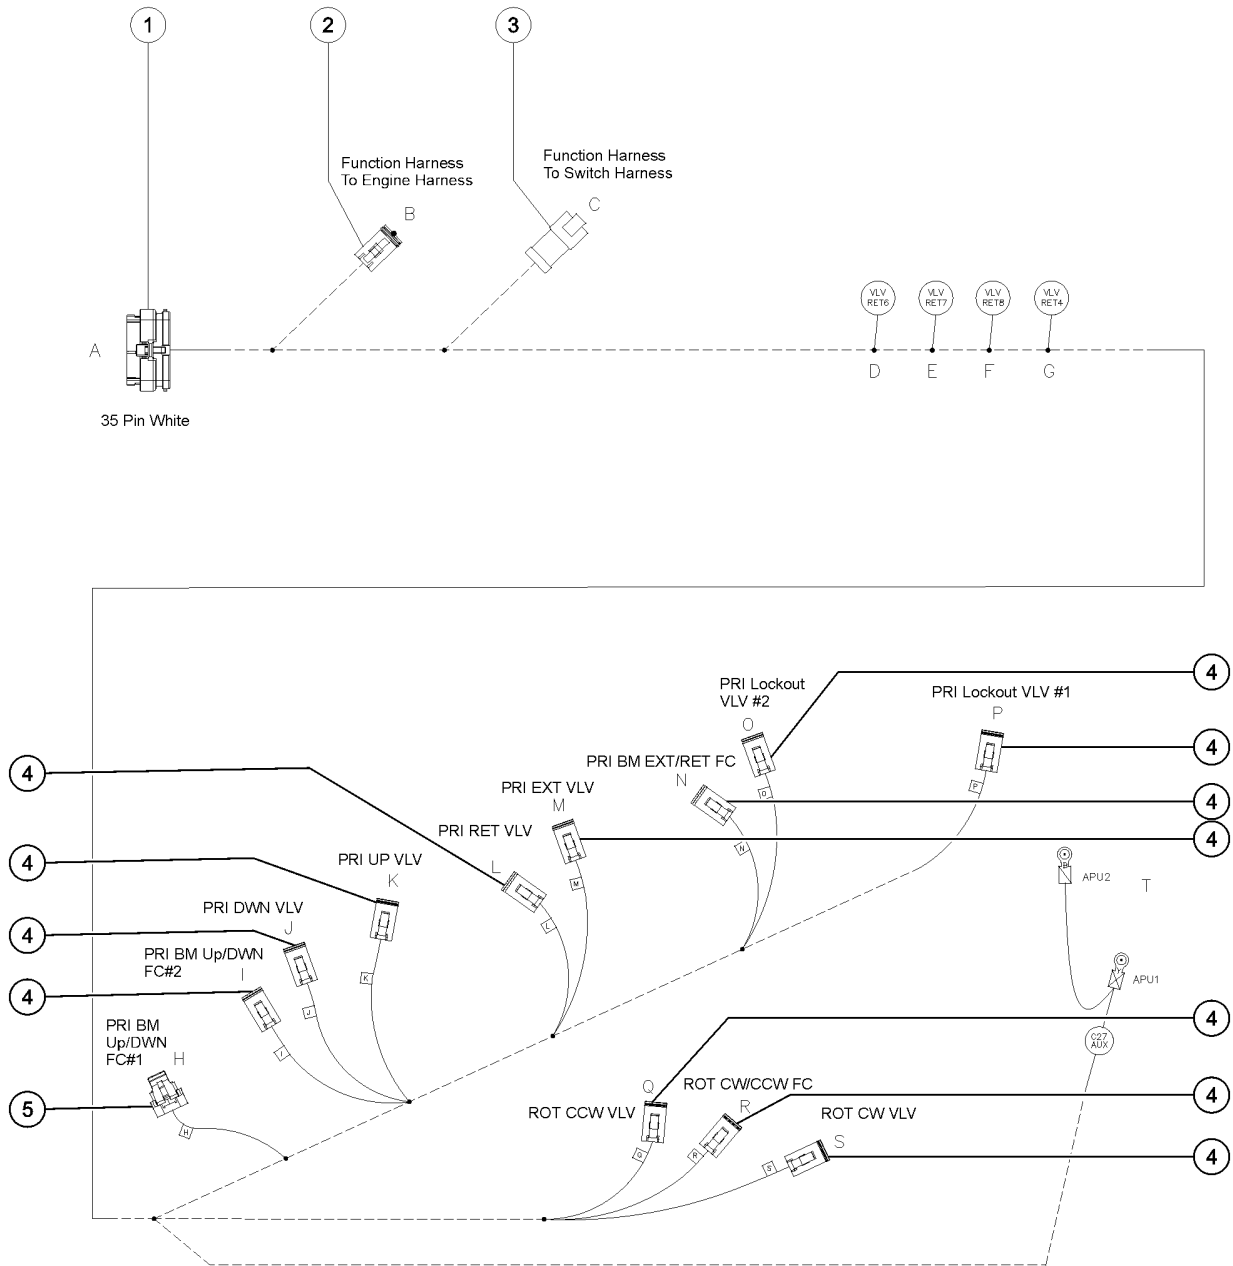 1
2
3
Function Harness
To Engine Harness
B
Function Harness
To Switch Harness
C
VLV
RET6
VLV
RET7
VLV
RET8
VLV
RET4
A
D
E
F
G
35 Pin White
4
PRI Lockout
VLV #2
O
PRI Lockout VLV #1
P
4
PRI BM EXT/RET FC
N
4
4
4
PRI EXT VLV
M
PRI RET VLV
L
4
PRI UP VLV
K
4
PRI DWN VLV
J
4
PRI BM Up/DWN
FC#2
I
PRI BM
Up/DWN
FC#1
H
5
O
P
N
M
L
K
J
I
H
B
APU2
T
APU1
C27
AUX
4
Q
ROT CCW VLV
ROT CW/CCW FC
R
4
ROT CW VLV
S
4
Q
R
S